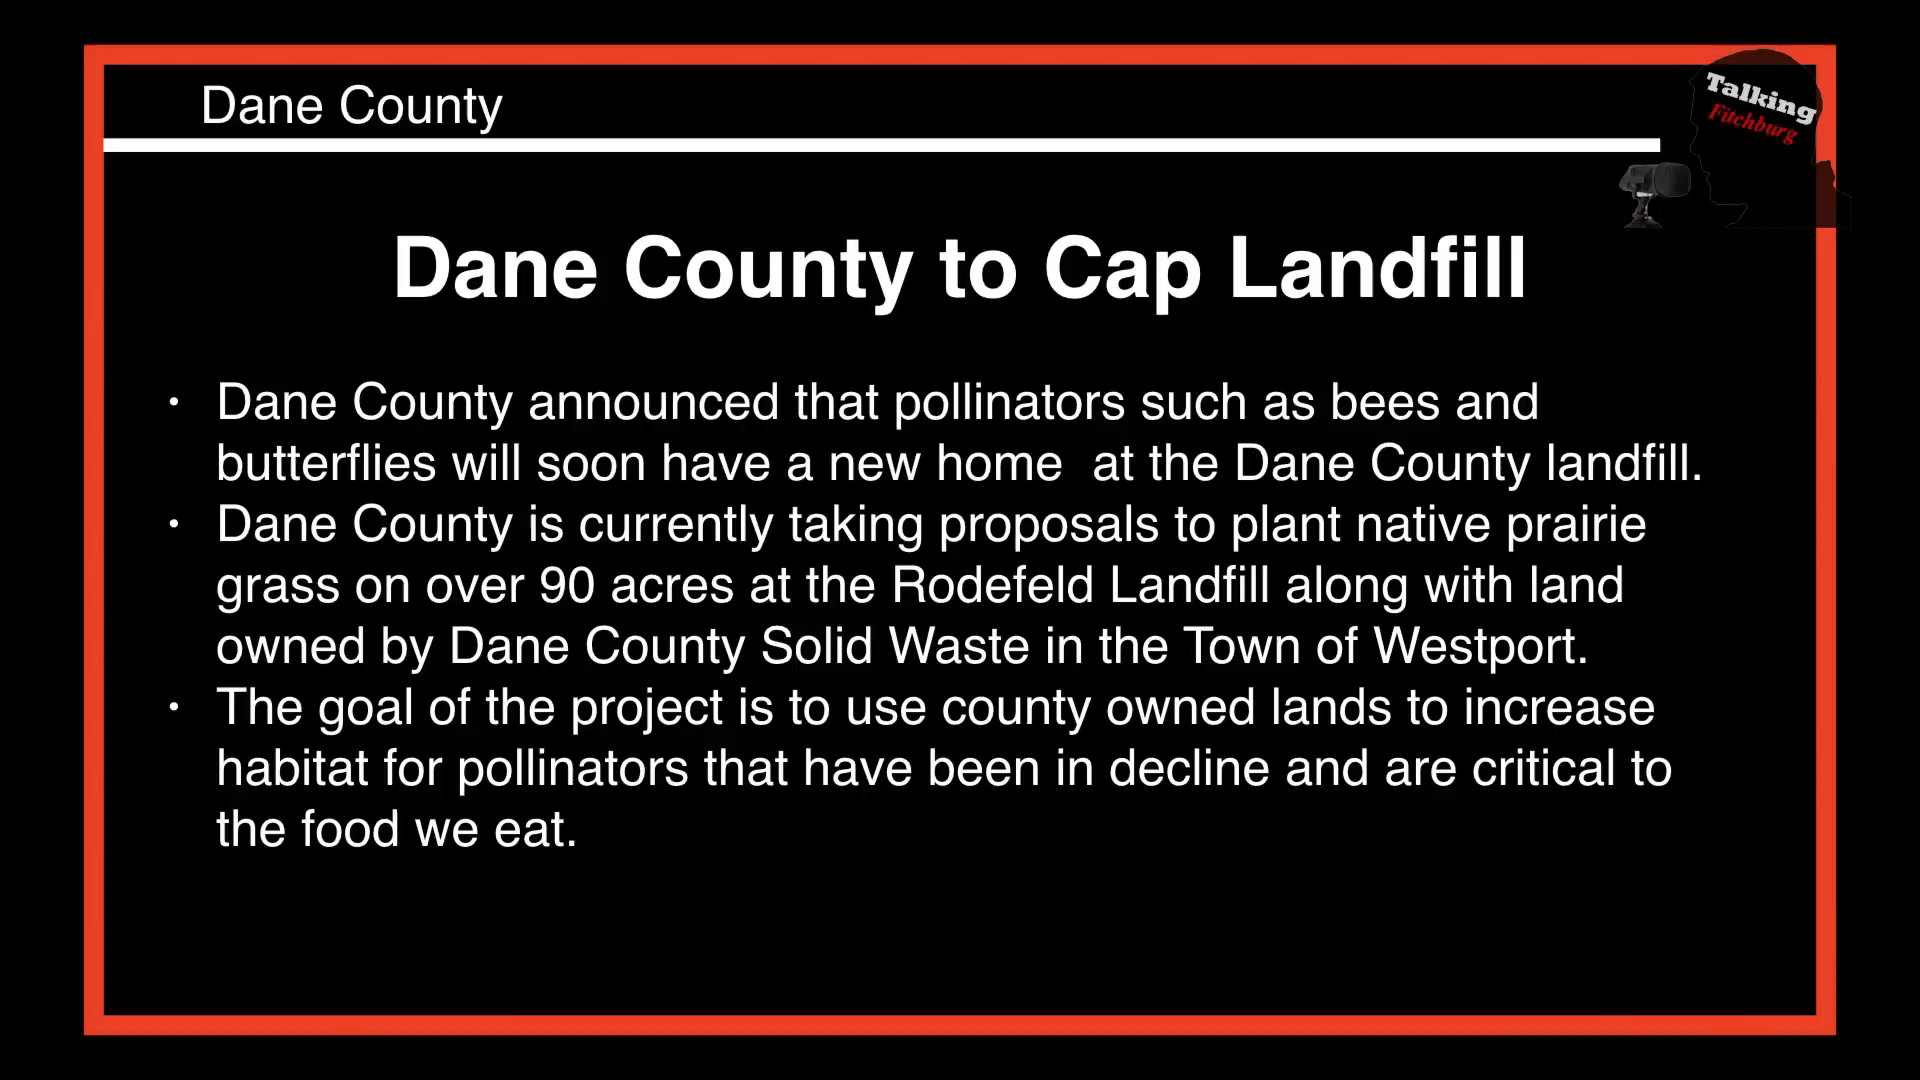 Dane County
Talking
Fitchburg
Dane County to Cap Landfill
• Dane County announced that pollinators such as bees and
butterflies will soon have a new home  at the Dane County landfill.
• Dane County is currently taking proposals to plant native prairie
grass on over 90 acres at the Rodefeld Landfill along with land
owned by Dane County Solid Waste in the Town of Westport.
• The goal of the project is to use county owned lands to increase
habitat for pollinators that have been in decline and are critical to
the food we eat.